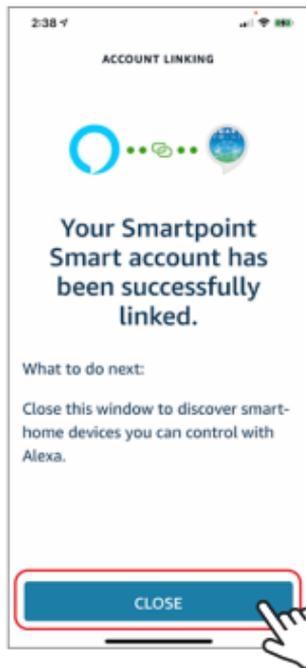 2:38
ACCOUNT LINKING
Your Smartpoint
Smart account has
been successfully
linked.
What to do next:
Close this window to discover smart-
home devices you can control with
Alexa.
CLOSE